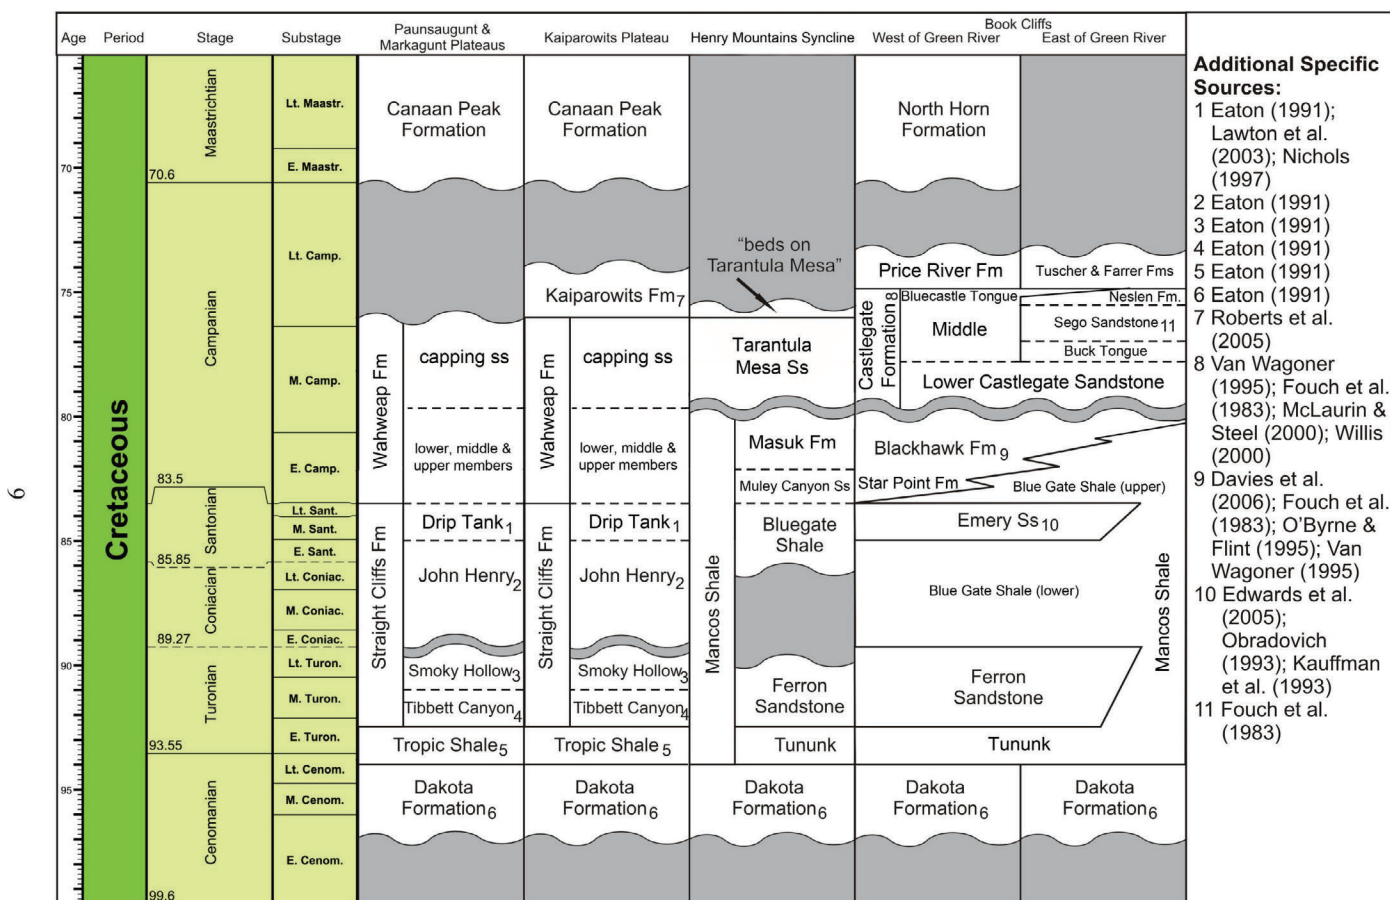 Book Cliffs
Age Period Stage Substage Paunsaugunt & Markagunt Plateaus Kaiparowits Plateau Henry Mountains Syncline West of Green River East of Green River
Cretaceous
70
75
80
85
90
95
Maastrichtian
70.6
Campanian
83.5
Santonian
85.85
Coniacian
89.27
Turonian
93.55
Cenomanian
99.6
Lt. Maastr.
E. Maastr.
Lt. Camp.
M. Camp.
E. Camp.
Lt. Sant.
M. Sant.
E. Sant.
Lt. Coniac.
M. Coniac.
E. Coniac.
Lt. Turon.
M. Turon.
E. Turon.
Lt. Cenom.
M. Cenom.
E. Cenom.
Canaan Peak
Formation
Wahweap Fm
capping ss
lower, middle &
upper members
Straight Cliffs Fm
Drip Tank1
John Henry2
Smoky Hollow3
Tibbett Canyon4
Tropic Shale5
Dakota
Formation6
Canaan Peak
Formation
Kaiparowits Fm7
Wahweap Fm
capping ss
lower, middle &
upper members
Straight Cliffs Fm
Drip Tank1
John Henry2
Smoky Hollow3
Tibbett Canyon4
Tropic Shale5
Dakota
Formation6
"beds on
Tarantula Mesa"
Tarantula
Mesa Ss
Mancos Shale
Masuk Fm
Muley Canyon Ss
Bluegate
Shale
Ferron
Sandstone
Tununk
Dakota
Formation6
North Horn
Formation
Price River Fm
Tuscher & Farrer Fms
Castlegate
Formation8
Bluecastle Tongue
Neslen Fm.
Middle
Sego Sandstone11
Buck Tongue
Lower Castlegate Sandstone
Blackhawk Fm9
Star Point Fm
Blue Gate Shale (upper)
Emery Ss10
Blue Gate Shale (lower)
Mancos Shale
Ferron
Sandstone
Tununk
Dakota
Formation6
Dakota
Formation6
Additional Specific
Sources:
1 Eaton (1991);
Lawton et al.
(2003); Nichols
(1997)
2 Eaton (1991)
3 Eaton (1991)
4 Eaton (1991)
5 Eaton (1991)
6 Eaton (1991)
7 Roberts et al.
(2005)
8 Van Wagoner
(1995); Fouch et al.
(1983); McLaurin &
Steel (2000); Willis
(2000)
9 Davies et al.
(2006); Fouch et al.
(1983); O'Byrne &
Flint (1995); Van
Wagoner (1995)
10 Edwards et al.
(2005);
Obradovich
(1993); Kauffman
et al. (1993)
11 Fouch et al.
(1983)
9